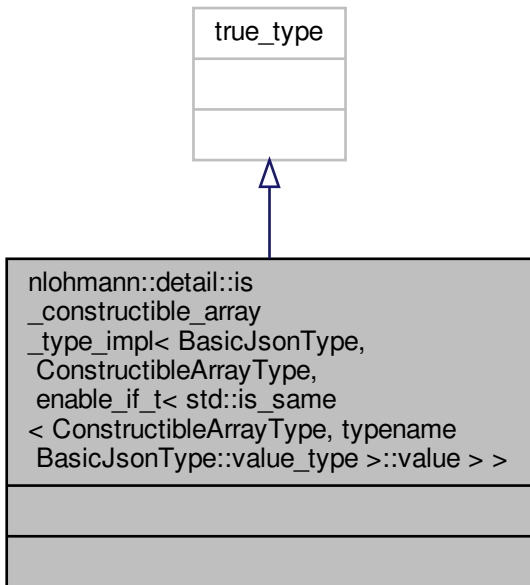 true_type
nlohmann::detail::is
_constructible_array
_type_impl< BasicJsonType,
ConstructibleArrayType,
enable_if_t< std::is_same
< ConstructibleArrayType, typename
BasicJsonType::value_type >::value > >